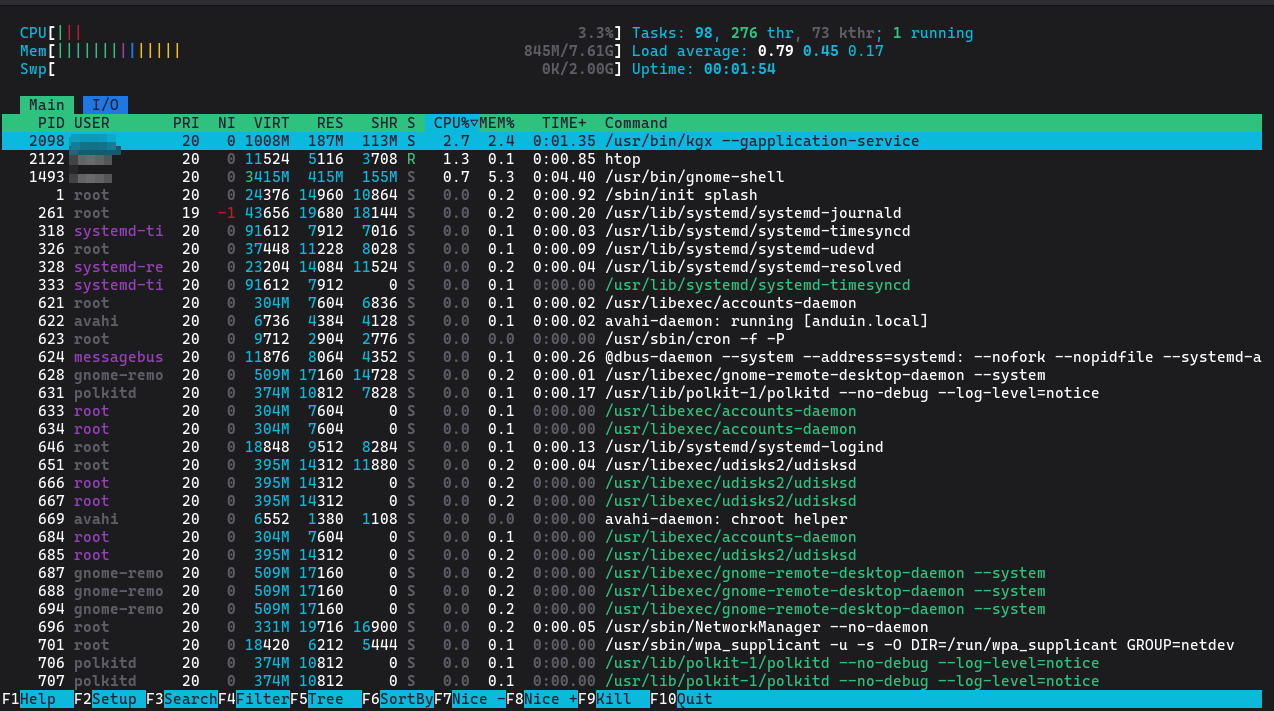 CPU[||| 3.3%] Tasks: 98, 276 thr, 73 kthr; 1 running
Mem[|||||||||||||| 845M/7.61G] Load average: 0.79 0.45 0.17
Swp[ 0K/2.00G] Uptime: 00:01:54
Main I/O
PID USER PRI NI VIRT RES SHR S CPU%▽MEM% TIME+ Command
2098 20 0 1008M 187M 113M S 2.7 2.4 0:01.35 /usr/bin/kgx --gapplication-service
2122 20 0 11524 5116 3708 R 1.3 0.1 0:00.85 htop
1493 20 0 3415M 415M 155M S 0.7 5.3 0:04.40 /usr/bin/gnome-shell
1 root 20 0 24376 14960 10864 S 0.0 0.2 0:00.92 /sbin/init splash
261 root 19 -1 43656 19680 18144 S 0.0 0.2 0:00.20 /usr/lib/systemd/systemd-journald
318 systemd-ti 20 0 91612 7912 7016 S 0.0 0.1 0:00.03 /usr/lib/systemd/systemd-timesyncd
326 root 20 0 37448 11228 8028 S 0.0 0.1 0:00.09 /usr/lib/systemd/systemd-udevd
328 systemd-re 20 0 23204 14084 11524 S 0.0 0.2 0:00.04 /usr/lib/systemd/systemd-resolved
333 systemd-ti 20 0 91612 7912 0 S 0.0 0.1 0:00.00 /usr/lib/systemd/systemd-timesyncd
621 root 20 0 304M 7604 6836 S 0.0 0.1 0:00.02 /usr/libexec/accounts-daemon
622 avahi 20 0 6736 4384 4128 S 0.0 0.1 0:00.02 avahi-daemon: running [anduin.local]
623 root 20 0 9712 2904 2776 S 0.0 0.0 0:00.00 /usr/sbin/cron -f -P
624 messagebus 20 0 11876 8064 4352 S 0.0 0.1 0:00.26 @dbus-daemon --system --address=systemd: --nofork --nopidfile --systemd-a
628 gnome-remo 20 0 509M 17160 14728 S 0.0 0.2 0:00.01 /usr/libexec/gnome-remote-desktop-daemon --system
631 polkitd 20 0 374M 10812 7828 S 0.0 0.1 0:00.17 /usr/lib/polkit-1/polkitd --no-debug --log-level=notice
633 root 20 0 304M 7604 0 S 0.0 0.1 0:00.00 /usr/libexec/accounts-daemon
634 root 20 0 304M 7604 0 S 0.0 0.1 0:00.00 /usr/libexec/accounts-daemon
646 root 20 0 18848 9512 8284 S 0.0 0.1 0:00.13 /usr/lib/systemd/systemd-logind
651 root 20 0 395M 14312 11880 S 0.0 0.2 0:00.04 /usr/libexec/udisks2/udisksd
666 root 20 0 395M 14312 0 S 0.0 0.2 0:00.00 /usr/libexec/udisks2/udisksd
667 root 20 0 395M 14312 0 S 0.0 0.2 0:00.00 /usr/libexec/udisks2/udisksd
669 avahi 20 0 6552 1380 1108 S 0.0 0.0 0:00.00 avahi-daemon: chroot helper
684 root 20 0 304M 7604 0 S 0.0 0.1 0:00.00 /usr/libexec/accounts-daemon
685 root 20 0 395M 14312 0 S 0.0 0.2 0:00.00 /usr/libexec/udisks2/udisksd
687 gnome-remo 20 0 509M 17160 0 S 0.0 0.2 0:00.00 /usr/libexec/gnome-remote-desktop-daemon --system
688 gnome-remo 20 0 509M 17160 0 S 0.0 0.2 0:00.00 /usr/libexec/gnome-remote-desktop-daemon --system
694 gnome-remo 20 0 509M 17160 0 S 0.0 0.2 0:00.00 /usr/libexec/gnome-remote-desktop-daemon --system
696 root 20 0 331M 19716 16900 S 0.0 0.2 0:00.05 /usr/sbin/NetworkManager --no-daemon
701 root 20 0 18420 6212 5444 S 0.0 0.1 0:00.00 /usr/sbin/wpa_supplicant -u -s -O DIR=/run/wpa_supplicant GROUP=netdev
706 polkitd 20 0 374M 10812 0 S 0.0 0.1 0:00.00 /usr/lib/polkit-1/polkitd --no-debug --log-level=notice
707 polkitd 20 0 374M 10812 0 S 0.0 0.1 0:00.00 /usr/lib/polkit-1/polkitd --no-debug --log-level=notice
F1Help F2Setup F3SearchF4FilterF5Tree F6SortByF7Nice -F8Nice +F9Kill F10Quit